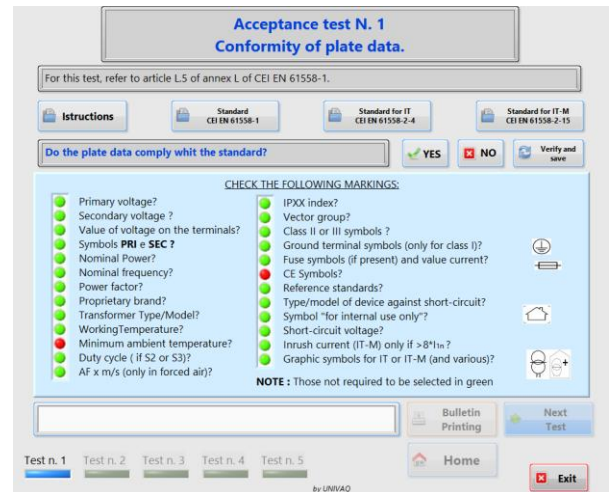 Acceptance test N. 1
Conformity of plate data.
For this test, refer to article L.5 of annex L of CEI EN 61558-1.
Istructions
Standard
CEI EN 61558-1
Standard for IT
CEI EN 61558-2-4
Standard for IT-M
CEI EN 61558-2-15
Do the plate data comply whit the standard?
YES
NO
Verify and
save
CHECK THE FOLLOWING MARKINGS:
Primary voltage?
Secondary voltage ?
Value of voltage on the terminals?
Symbols PRI e SEC ?
Nominal Power?
Nominal frequency?
Power factor?
Proprietary brand?
Transformer Type/Model?
WorkingTemperature?
Minimum ambient temperature?
Duty cycle ( if S2 or S3)?
AF x m/s (only in forced air)?
IPXX index?
Vector group?
Class II or III symbols ?
Ground terminal symbols (only for class I)?
Fuse symbols (if present) and value current?
CE Symbols?
Reference standards?
Type/model of device against short-circuit?
Symbol "for internal use only"?
Short-circuit voltage?
Inrush current (IT-M) only if >8*I1n ?
Graphic symbols for IT or IT-M (and various)?
NOTE : Those not required to be selected in green
Bulletin
Printing
Next
Test
Test n. 1 Test n. 2 Test n. 3 Test n. 4 Test n. 5
Home
Exit
by UNIVAQ